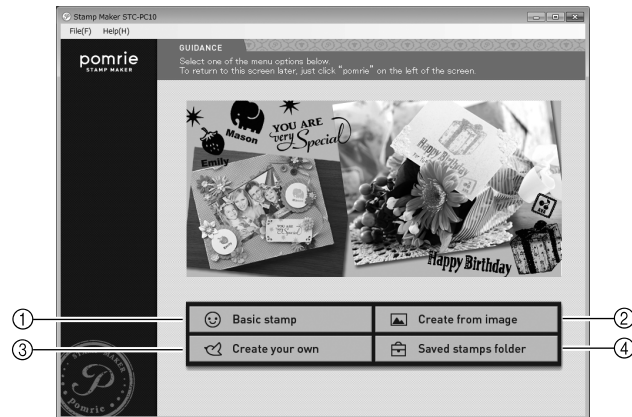 Stamp Maker STC-PC10
File(F) Help(H)
pomrie
STAMP MAKER
GUIDANCE
Select one of the menu options below.
To return to this screen later, just click "pomrie" on the left of the screen.
Mason
Emily
YOU ARE
very Special
Happy Birthday
Happy Birthday
① Basic stamp
② Create from image
③ Create your own
④ Saved stamps folder
STAMP MAKER
P
pomrie